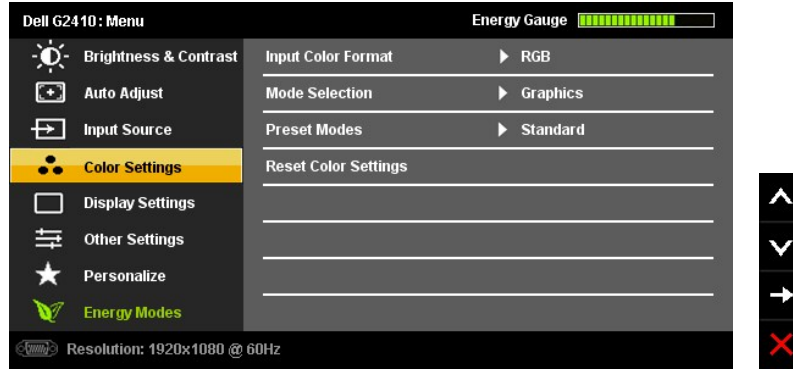 Dell G2410 : Menu
Energy Gauge
Brightness & Contrast
Input Color Format
RGB
Auto Adjust
Mode Selection
Graphics
Input Source
Preset Modes
Standard
Color Settings
Reset Color Settings
Display Settings
Other Settings
Personalize
Energy Modes
Resolution: 1920x1080 @ 60Hz